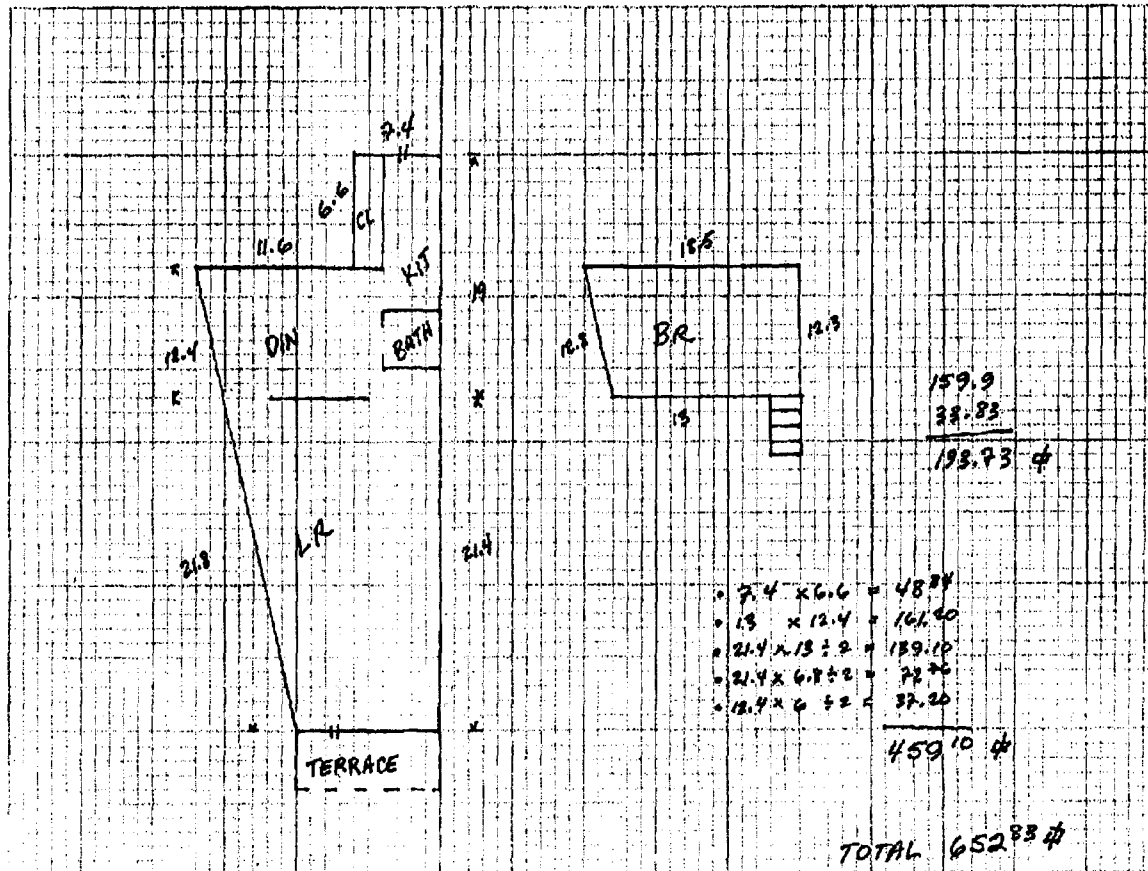 7.4
6.6
CL
11.6
KIT
19
18.5
DIN
BATH
12.4
12.8
BR
12.3
13
159.9
33.83
193.73 ⌀
LR
21.8
21.4
• 7.4 x 6.6 = 48 84
• 13 x 12.4 = 161.20
• 21.4 x 13 ÷ 2 = 139.10
• 21.4 x 6.8 ÷ 2 = 72 76
• 12.4 x 6 ÷ 2 = 37.20
459 10 ⌀
TERRACE
TOTAL 652 83 ⌀